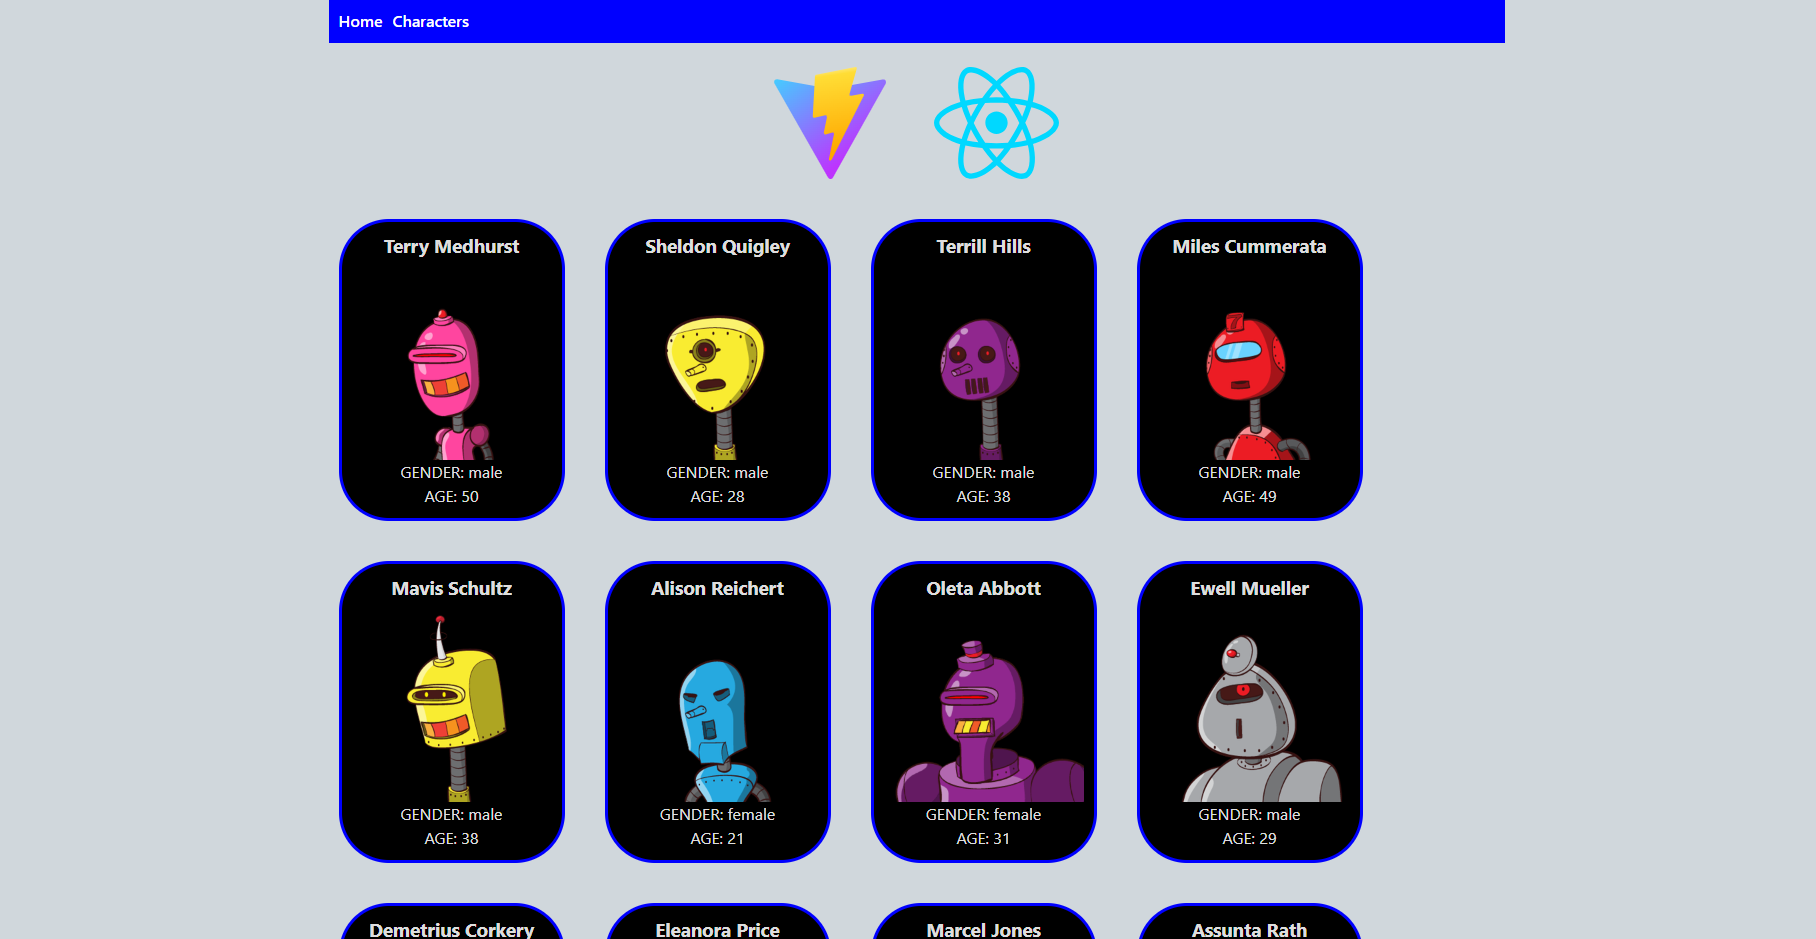 Home Characters
Terry Medhurst
Sheldon Quigley
Terrill Hills
Miles Cummerata
GENDER: male
AGE: 50
GENDER: male
AGE: 28
GENDER: male
AGE: 38
GENDER: male
AGE: 49
Mavis Schultz
Alison Reichert
Oleta Abbott
Ewell Mueller
GENDER: male
AGE: 38
GENDER: female
AGE: 21
GENDER: female
AGE: 31
GENDER: male
AGE: 29
Demetrius Corkery
Eleanora Price
Marcel Jones
Assunta Rath